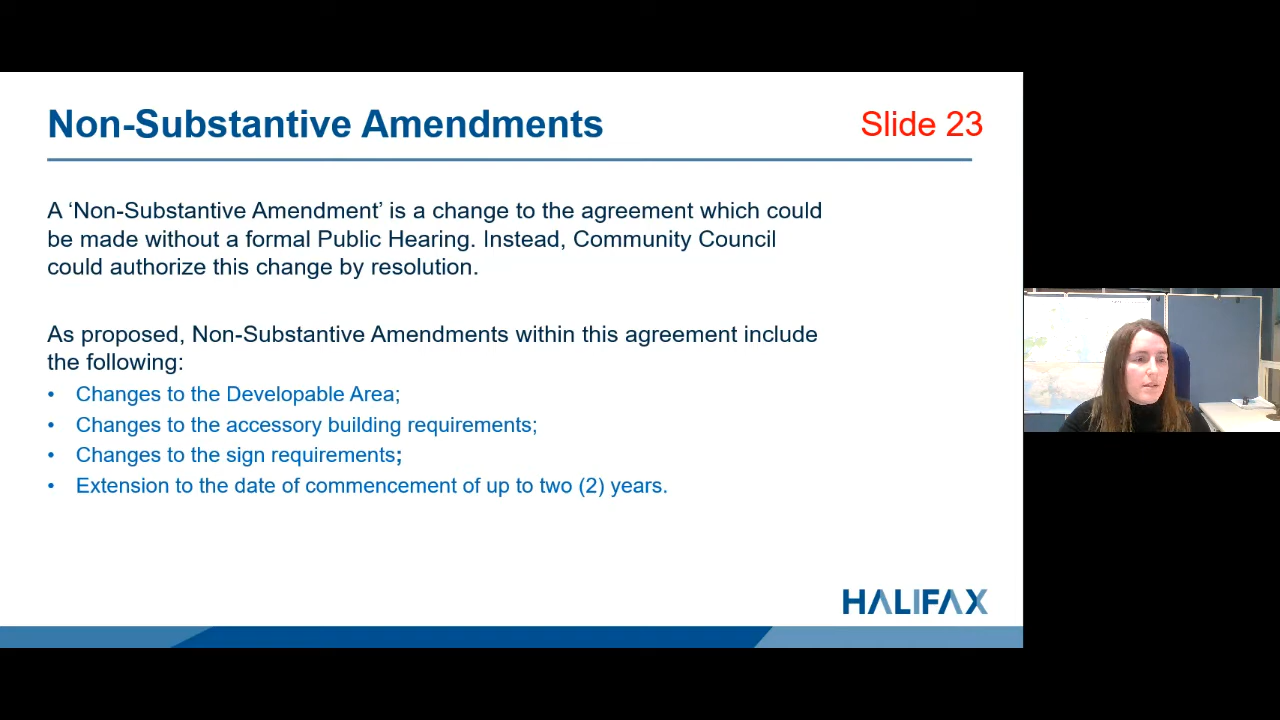 Non-Substantive Amendments
Slide 23
A ‘Non-Substantive Amendment’ is a change to the agreement which could
be made without a formal Public Hearing. Instead, Community Council
could authorize this change by resolution.
As proposed, Non-Substantive Amendments within this agreement include
the following:
• Changes to the Developable Area;
• Changes to the accessory building requirements;
• Changes to the sign requirements;
• Extension to the date of commencement of up to two (2) years.
HALIFAX